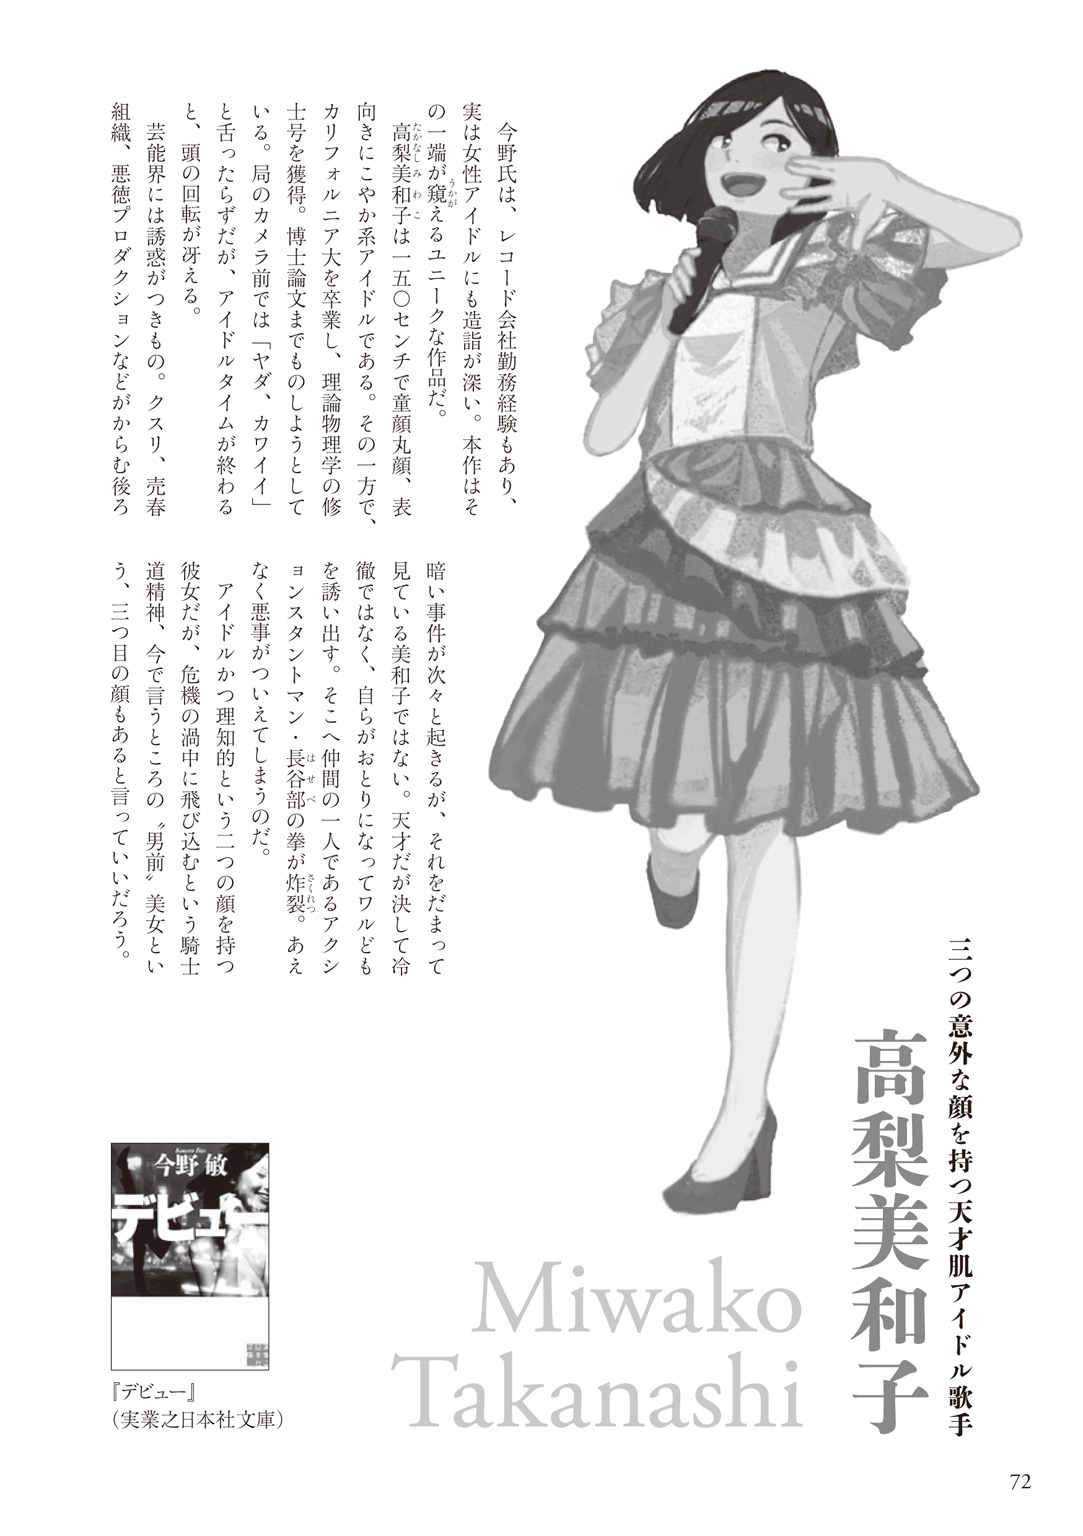 三つの意外な顔を持つ天才肌アイドル歌手
高梨美和子
Miwako
Takanashi
今野氏は、レコード会社勤務経験もあり、
実は女性アイドルにも造詣が深い。本作はそ
の一端が窺えるユニークな作品だ。
うかが
高梨美和子は一五〇センチで童顔丸顔、表
たかなしみわこ
向きにこやか系アイドルである。その一方で、
カリフォルニア大を卒業し、理論物理学の修
士号を獲得。博士論文までものしようとして
いる。局のカメラ前では「ヤダ、カワイイ」
と舌ったらずだが、アイドルタイムが終わる
と、頭の回転が冴える。
芸能界には誘惑がつきもの。クスリ、売春
組織、悪徳プロダクションなどがからむ後ろ
暗い事件が次々と起きるが、それをだまって
見ている美和子ではない。天才だが決して冷
徹ではなく、自らがおとりになってワルども
を誘い出す。そこへ仲間の一人であるアクシ
ョンスタントマン・長谷部の拳が炸裂。あえ
はせべ
さくれつ
なく悪事がついえてしまうのだ。
アイドルかつ理知的という二つの顔を持つ
彼女だが、危機の渦中に飛び込むという騎士
道精神、今で言うところの〝男前〟美女とい
う、三つ目の顔もあると言っていいだろう。
今野 敏
デビュー
『デビュー』
（実業之日本社文庫）
72